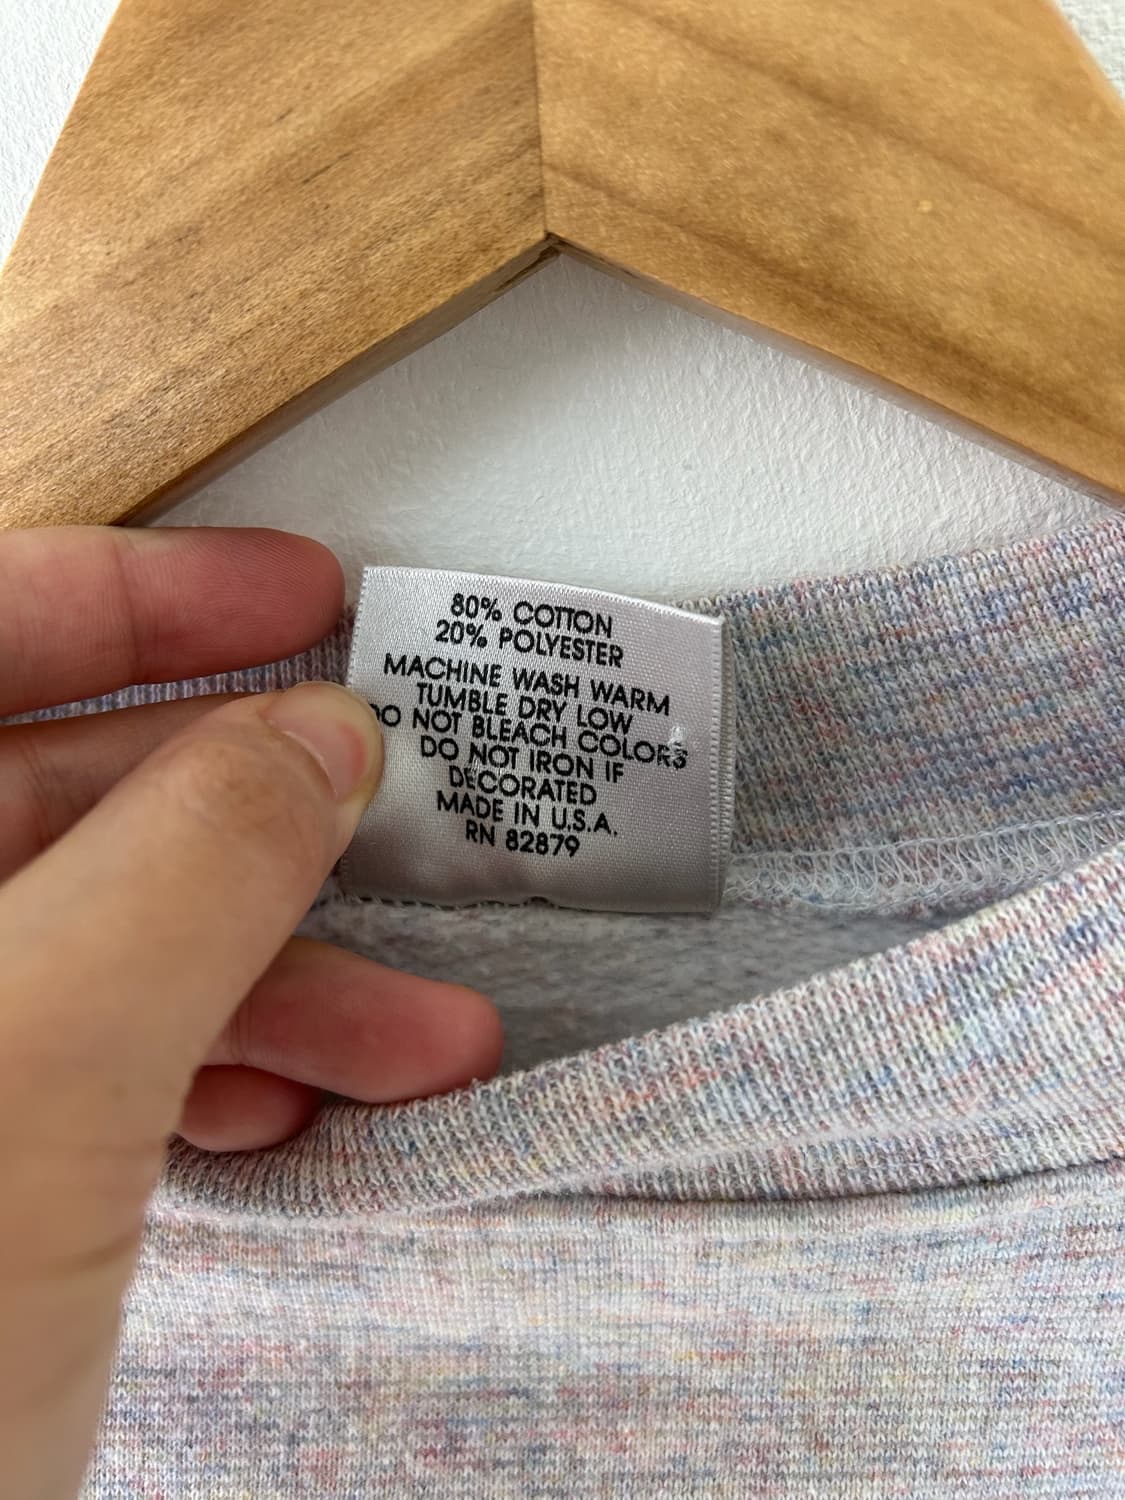 80% COTTON
20% POLYESTER
MACHINE WASH WARM
TUMBLE DRY LOW
DO NOT BLEACH COLORS
DO NOT IRON IF
DECORATED
MADE IN U.S.A.
RN 82879